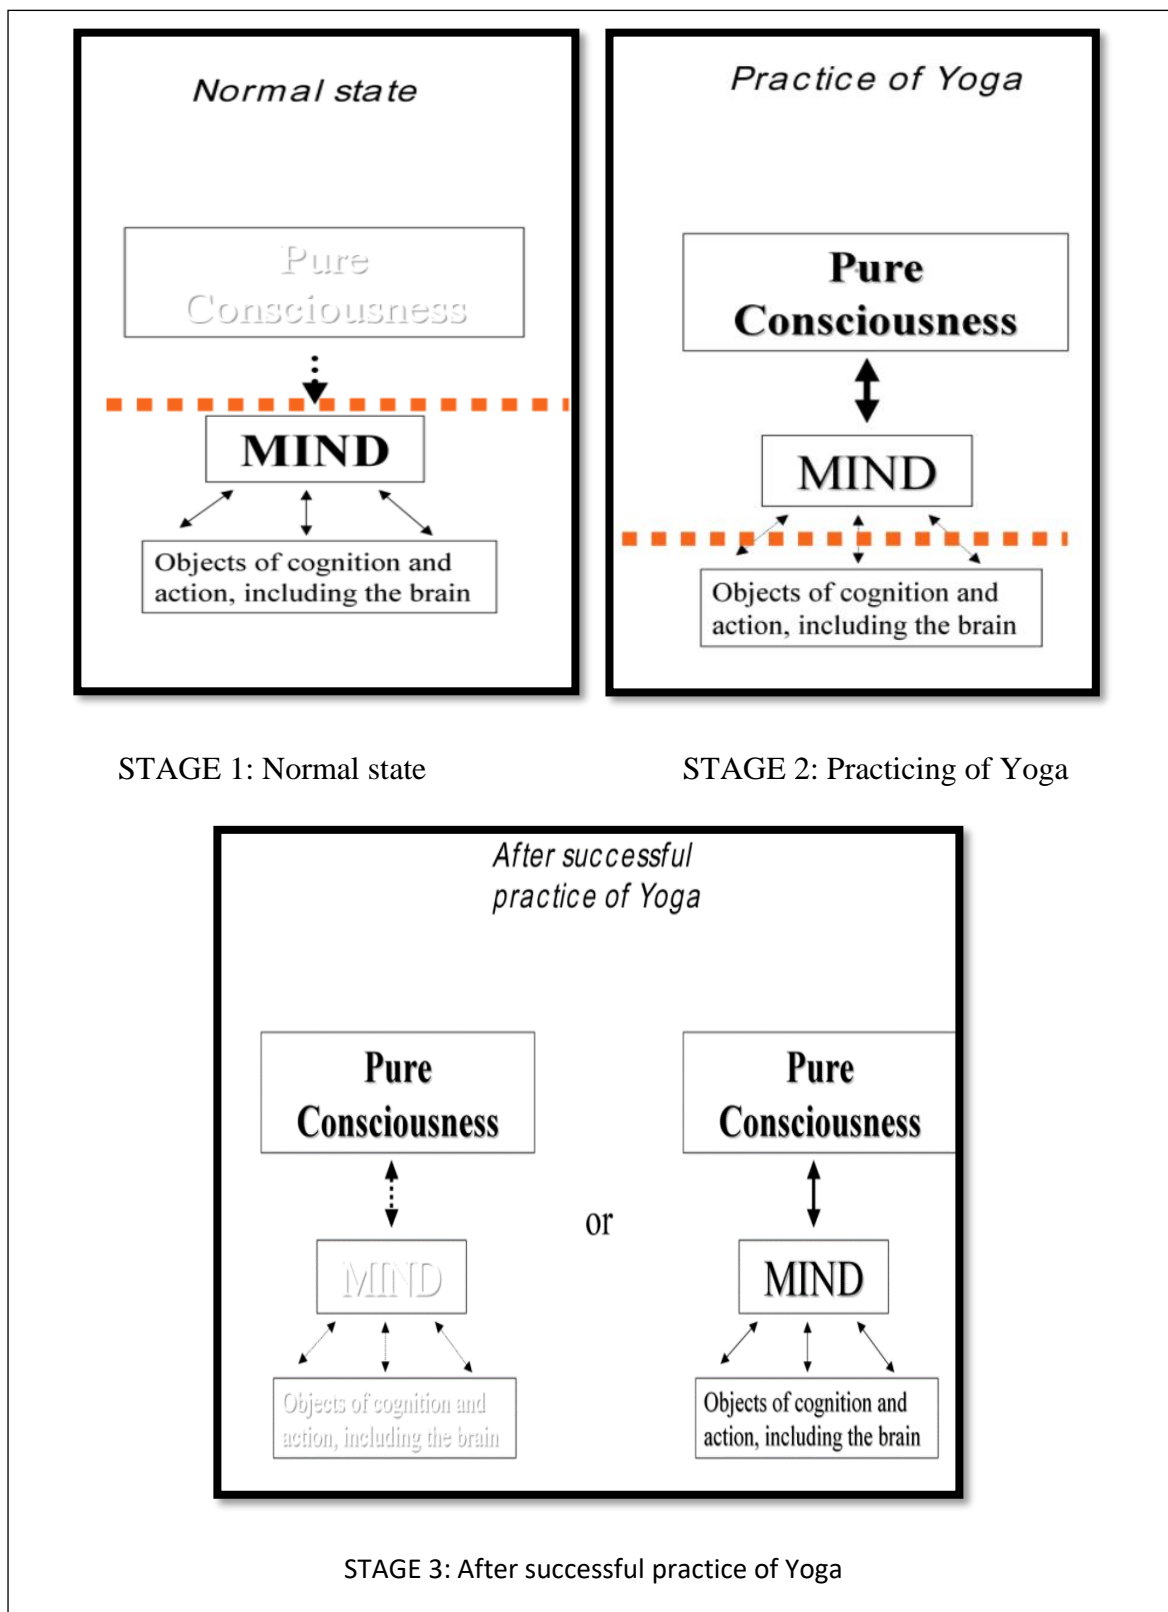 Normal state
Pure
Consciousness
MIND
Objects of cognition and
action, including the brain
Practice of Yoga
Pure
Consciousness
MIND
Objects of cognition and
action, including the brain
STAGE 1: Normal state
STAGE 2: Practicing of Yoga
After successful
practice of Yoga
Pure
Consciousness
MIND
Objects of cognition and
action, including the brain
or
Pure
Consciousness
MIND
Objects of cognition and
action, including the brain
STAGE 3: After successful practice of Yoga